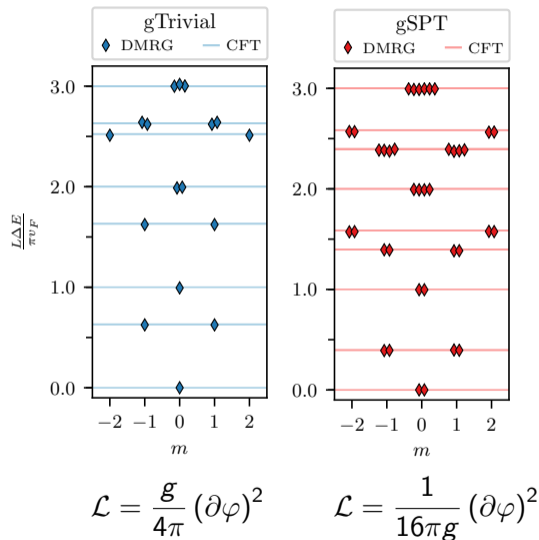 gTrivial
DMRG CFT
gSPT
DMRG CFT
3.0
2.0
1.0
0.0
LΔE / πv_F
−2 −1 0 1 2
m
3.0
2.0
1.0
0.0
−2 −1 0 1 2
m
ℒ = g/4π (∂φ)²
ℒ = 1/16πg (∂φ)²